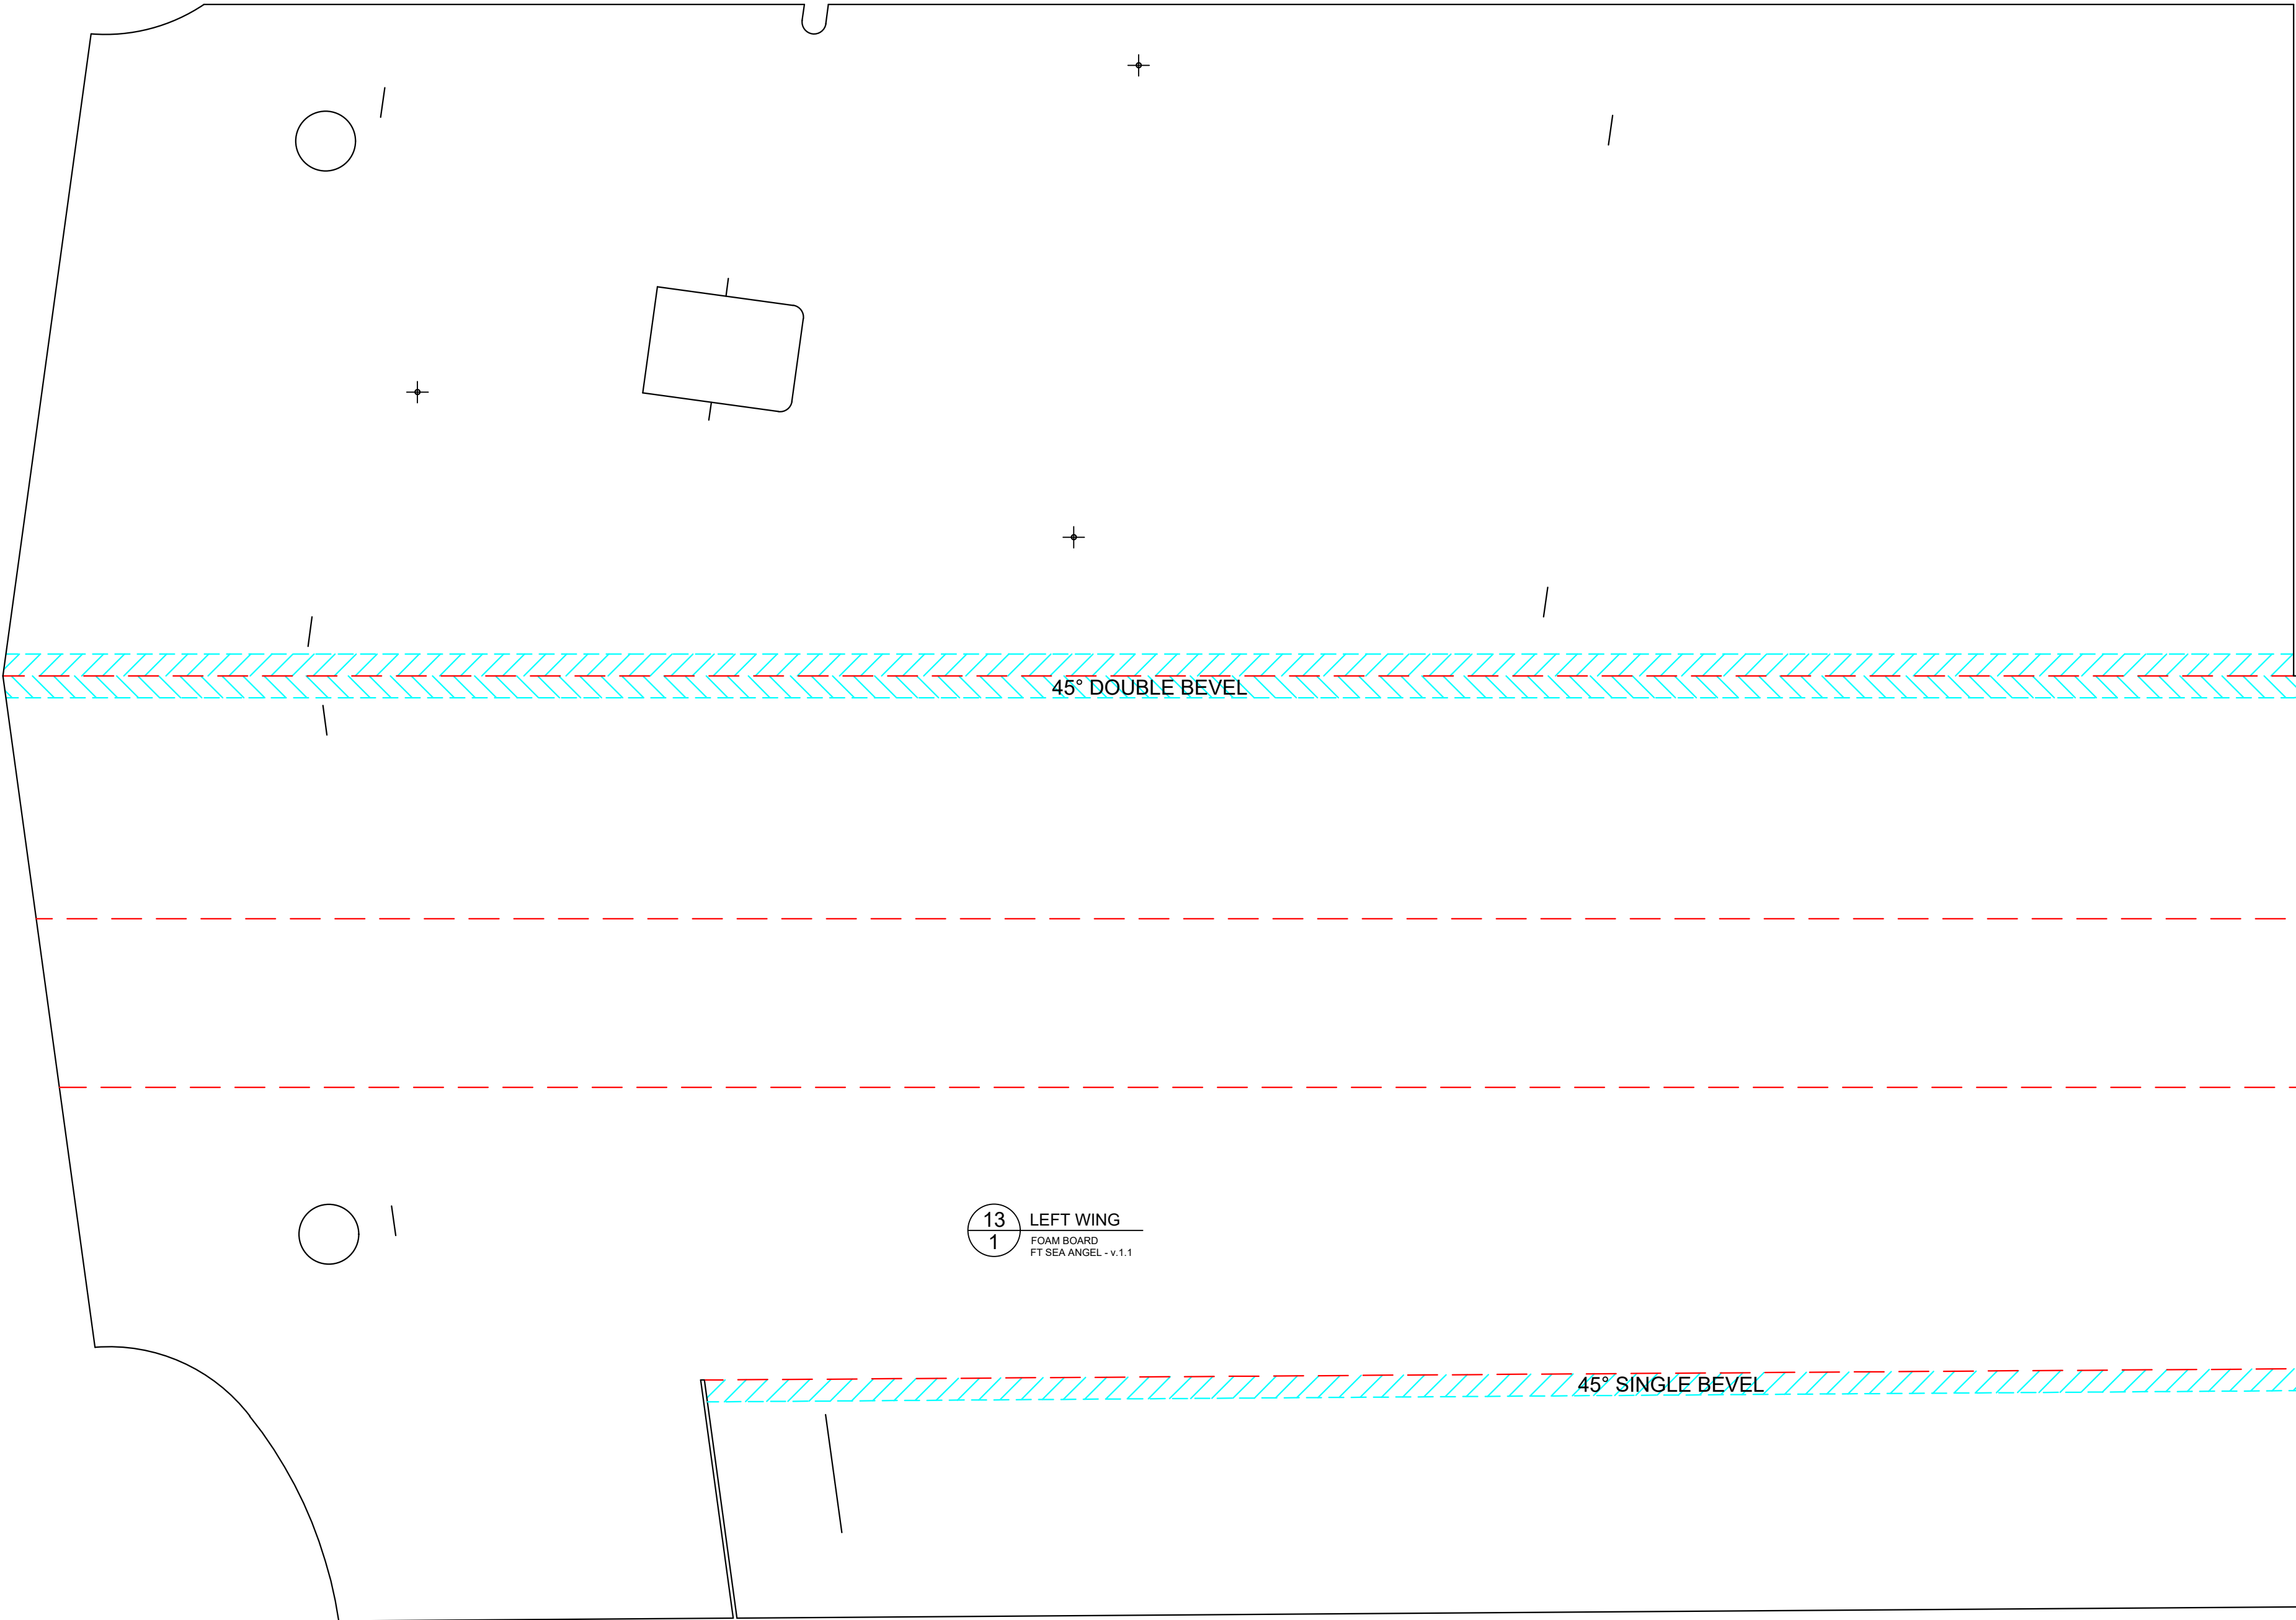 45° DOUBLE BEVEL
13
1
LEFT WING
FOAM BOARD
FT SEA ANGEL - v.1.1
45° SINGLE BEVEL